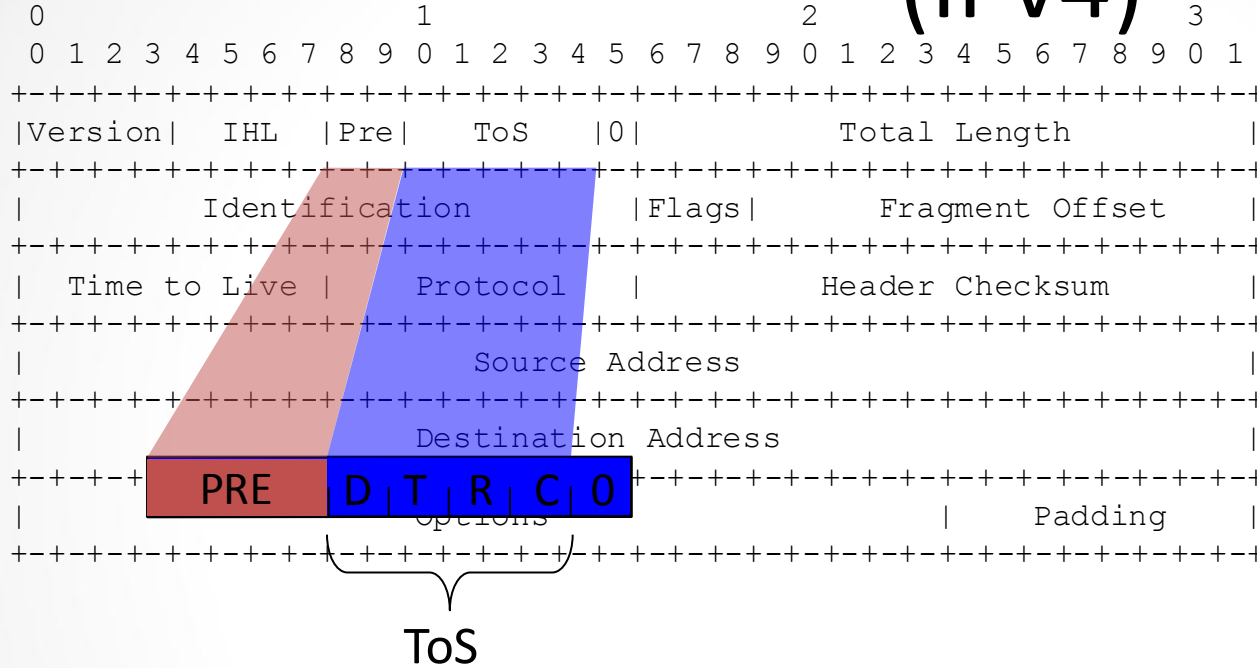 (IPv4)
0 1 2 3
0 1 2 3 4 5 6 7 8 9 0 1 2 3 4 5 6 7 8 9 0 1 2 3 4 5 6 7 8 9 0 1
+-+-+-+-+-+-+-+-+-+-+-+-+-+-+-+-+-+-+-+-+-+-+-+-+-+-+-+-+-+-+-+-+
|Version| IHL |Pre| ToS |0| Total Length |
+-+-+-+-+-+-+-+-+-+-+-+-+-+-+-+-+-+-+-+-+-+-+-+-+-+-+-+-+-+-+-+-+
| Identification |Flags| Fragment Offset |
+-+-+-+-+-+-+-+-+-+-+-+-+-+-+-+-+-+-+-+-+-+-+-+-+-+-+-+-+-+-+-+-+
| Time to Live | Protocol | Header Checksum |
+-+-+-+-+-+-+-+-+-+-+-+-+-+-+-+-+-+-+-+-+-+-+-+-+-+-+-+-+-+-+-+-+
| Source Address |
+-+-+-+-+-+-+-+-+-+-+-+-+-+-+-+-+-+-+-+-+-+-+-+-+-+-+-+-+-+-+-+-+
| Destination Address |
+-+-+-+ PRE D T R C 0 +-+-+-+-+-+-+-+-+-+-+-+-+-+-+-+-+
| Options | Padding |
+-+-+-+-+-+-+-+-+-+-+-+-+-+-+-+-+-+-+-+-+-+-+-+-+-+-+-+-+-+-+-+-+
ToS